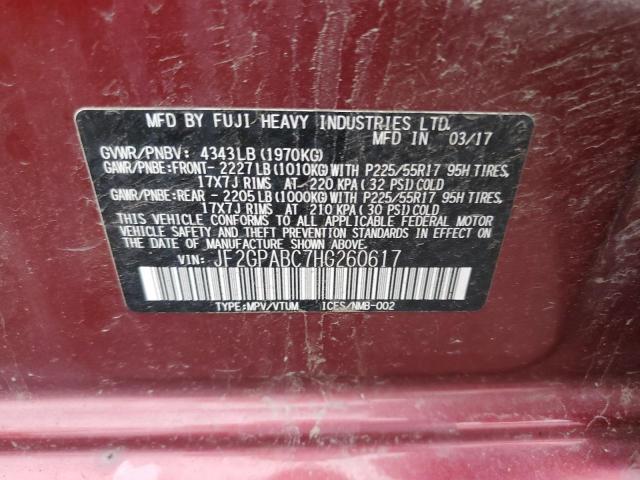 MFD BY FUJI HEAVY INDUSTRIES LTD.
MFD IN 03/17
GVWR/PNBV: 4343LB(1970KG)
GAWR/PNBE:FRONT- 2227LB(1010KG)WITH P225/55R17 95H TIRES,
17X7J RIMS AT 220 KPA( 32 PSI)COLD
GAWR/PNBE:REAR - 2205LB(1000KG)WITH P225/55R17 95H TIRES,
17X7J RIMS AT 210 KPA( 30 PSI)COLD
THIS VEHICLE CONFORMS TO ALL APPLICABLE FEDERAL MOTOR
VEHICLE SAFETY AND THEFT PREVENTION STANDARDS IN EFFECT
ON THE DATE OF MANUFACTURE SHOWN ABOVE.
VIN: JF2GPABC7HG260617
TYPE:MPV/VTUM ICES/NMB-002